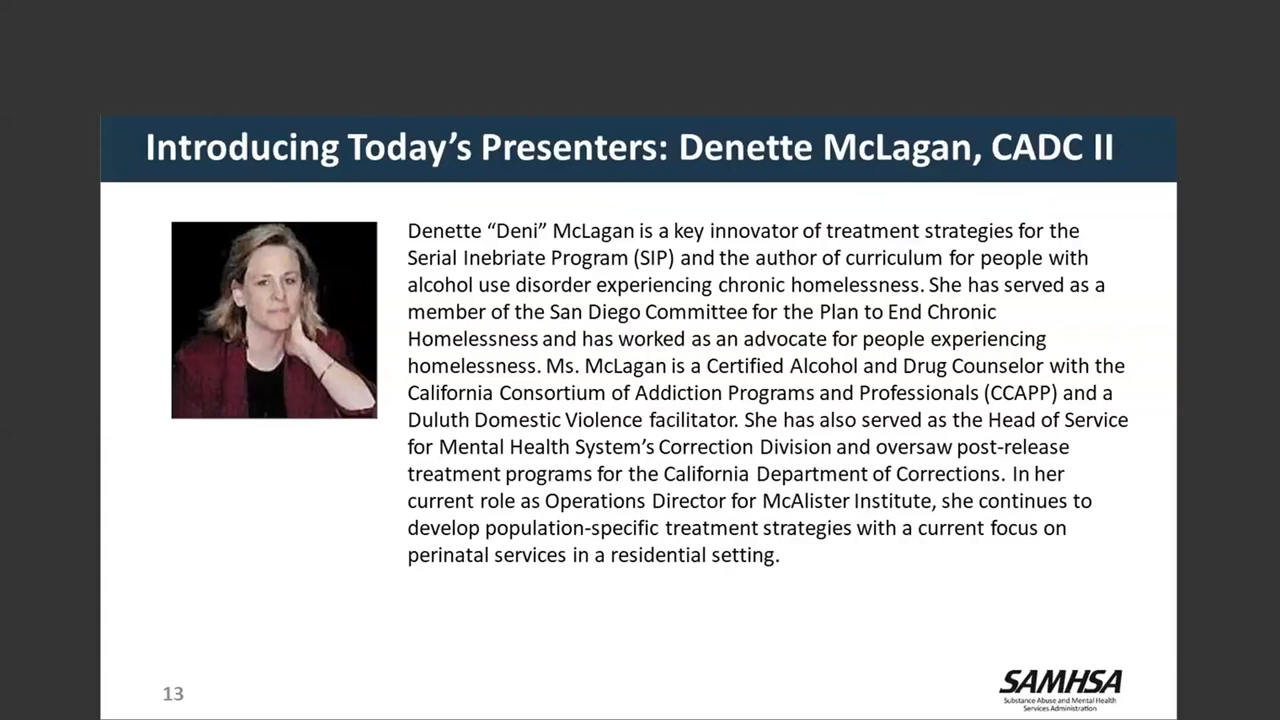 Introducing Today’s Presenters: Denette McLagan, CADC II
Denette “Deni” McLagan is a key innovator of treatment strategies for the
Serial Inebriate Program (SIP) and the author of curriculum for people with
alcohol use disorder experiencing chronic homelessness. She has served as a
member of the San Diego Committee for the Plan to End Chronic
Homelessness and has worked as an advocate for people experiencing
homelessness. Ms. McLagan is a Certified Alcohol and Drug Counselor with the
California Consortium of Addiction Programs and Professionals (CCAPP) and a
Duluth Domestic Violence facilitator. She has also served as the Head of Service
for Mental Health System’s Correction Division and oversaw post-release
treatment programs for the California Department of Corrections. In her
current role as Operations Director for McAlister Institute, she continues to
develop population-specific treatment strategies with a current focus on
perinatal services in a residential setting.
13
SAMHSA
Substance Abuse and Mental Health
Services Administration